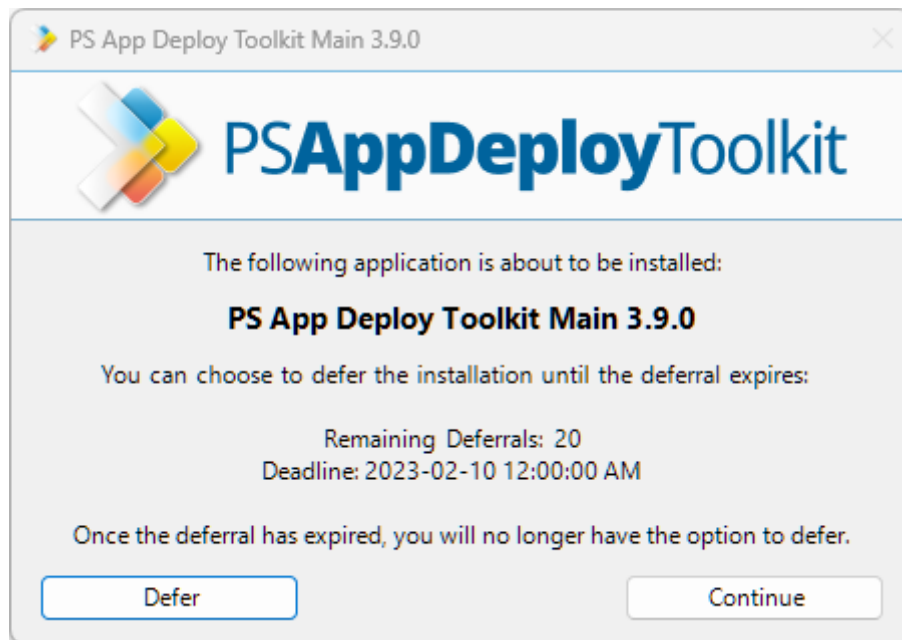 PS App Deploy Toolkit Main 3.9.0
PSAppDeployToolkit
The following application is about to be installed:
PS App Deploy Toolkit Main 3.9.0
You can choose to defer the installation until the deferral expires:
Remaining Deferrals: 20
Deadline: 2023-02-10 12:00:00 AM
Once the deferral has expired, you will no longer have the option to defer.
Defer
Continue